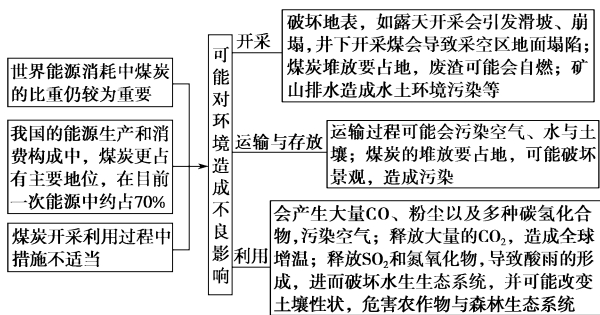 世界能源消耗中煤炭
的比重仍较为重要
我国的能源生产和消
费构成中，煤炭更占
有主要地位，在目前
一次能源中约占70%
煤炭开采利用过程中
措施不适当
可能对环境造成不良影响
开采
破坏地表，如露天开采会引发滑坡、崩
塌，井下开采煤会导致采空区地面塌陷；
煤炭堆放要占地，废渣可能会自燃；矿
山排水造成水土环境污染等
运输与存放
运输过程可能会污染空气、水与土
壤；煤炭的堆放要占地，可能破坏
景观，造成污染
利用
会产生大量CO、粉尘以及多种碳氢化合
物，污染空气；释放大量的CO₂，造成全球
增温；释放SO₂和氮氧化物，导致酸雨的形
成，进而破坏水生生态系统，并可能改变
土壤性状，危害农作物与森林生态系统